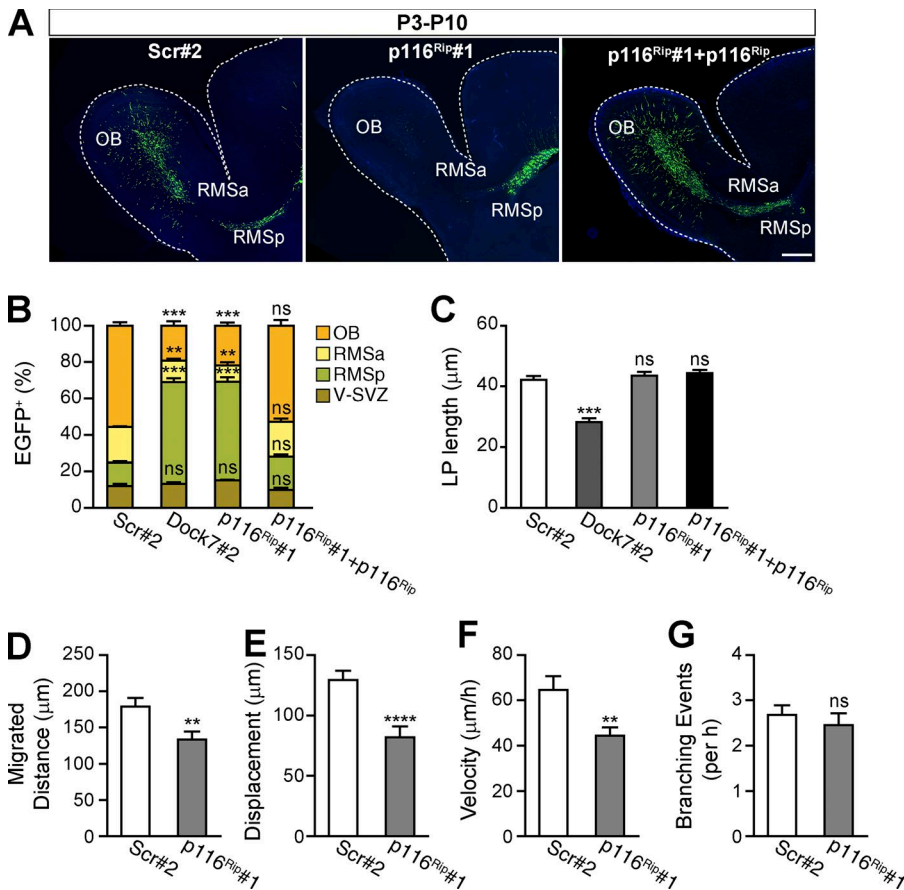 A
P3-P10
Scr#2
p116Rip#1
p116Rip#1+p116Rip
OB
RMSa
RMSp
OB
RMSa
RMSp
OB
RMSa
RMSp
B
EGFP+ (%)
100
80
60
40
20
0
***
**
***
ns
***
**
***
ns
ns
ns
ns
ns
OB
RMSa
RMSp
V-SVZ
Scr#2
Dock7#2
p116Rip#1
p116Rip#1+p116Rip
C
LP length (μm)
60
40
20
0
***
ns
ns
Scr#2
Dock7#2
p116Rip#1
p116Rip#1+p116Rip
D
Migrated
Distance (μm)
250
200
150
100
50
0
**
Scr#2
p116Rip#1
E
Displacement (μm)
150
100
50
0
****
Scr#2
p116Rip#1
F
Velocity (μm/h)
80
60
40
20
0
**
Scr#2
p116Rip#1
G
Branching Events
(per h)
4
3
2
1
0
ns
Scr#2
p116Rip#1